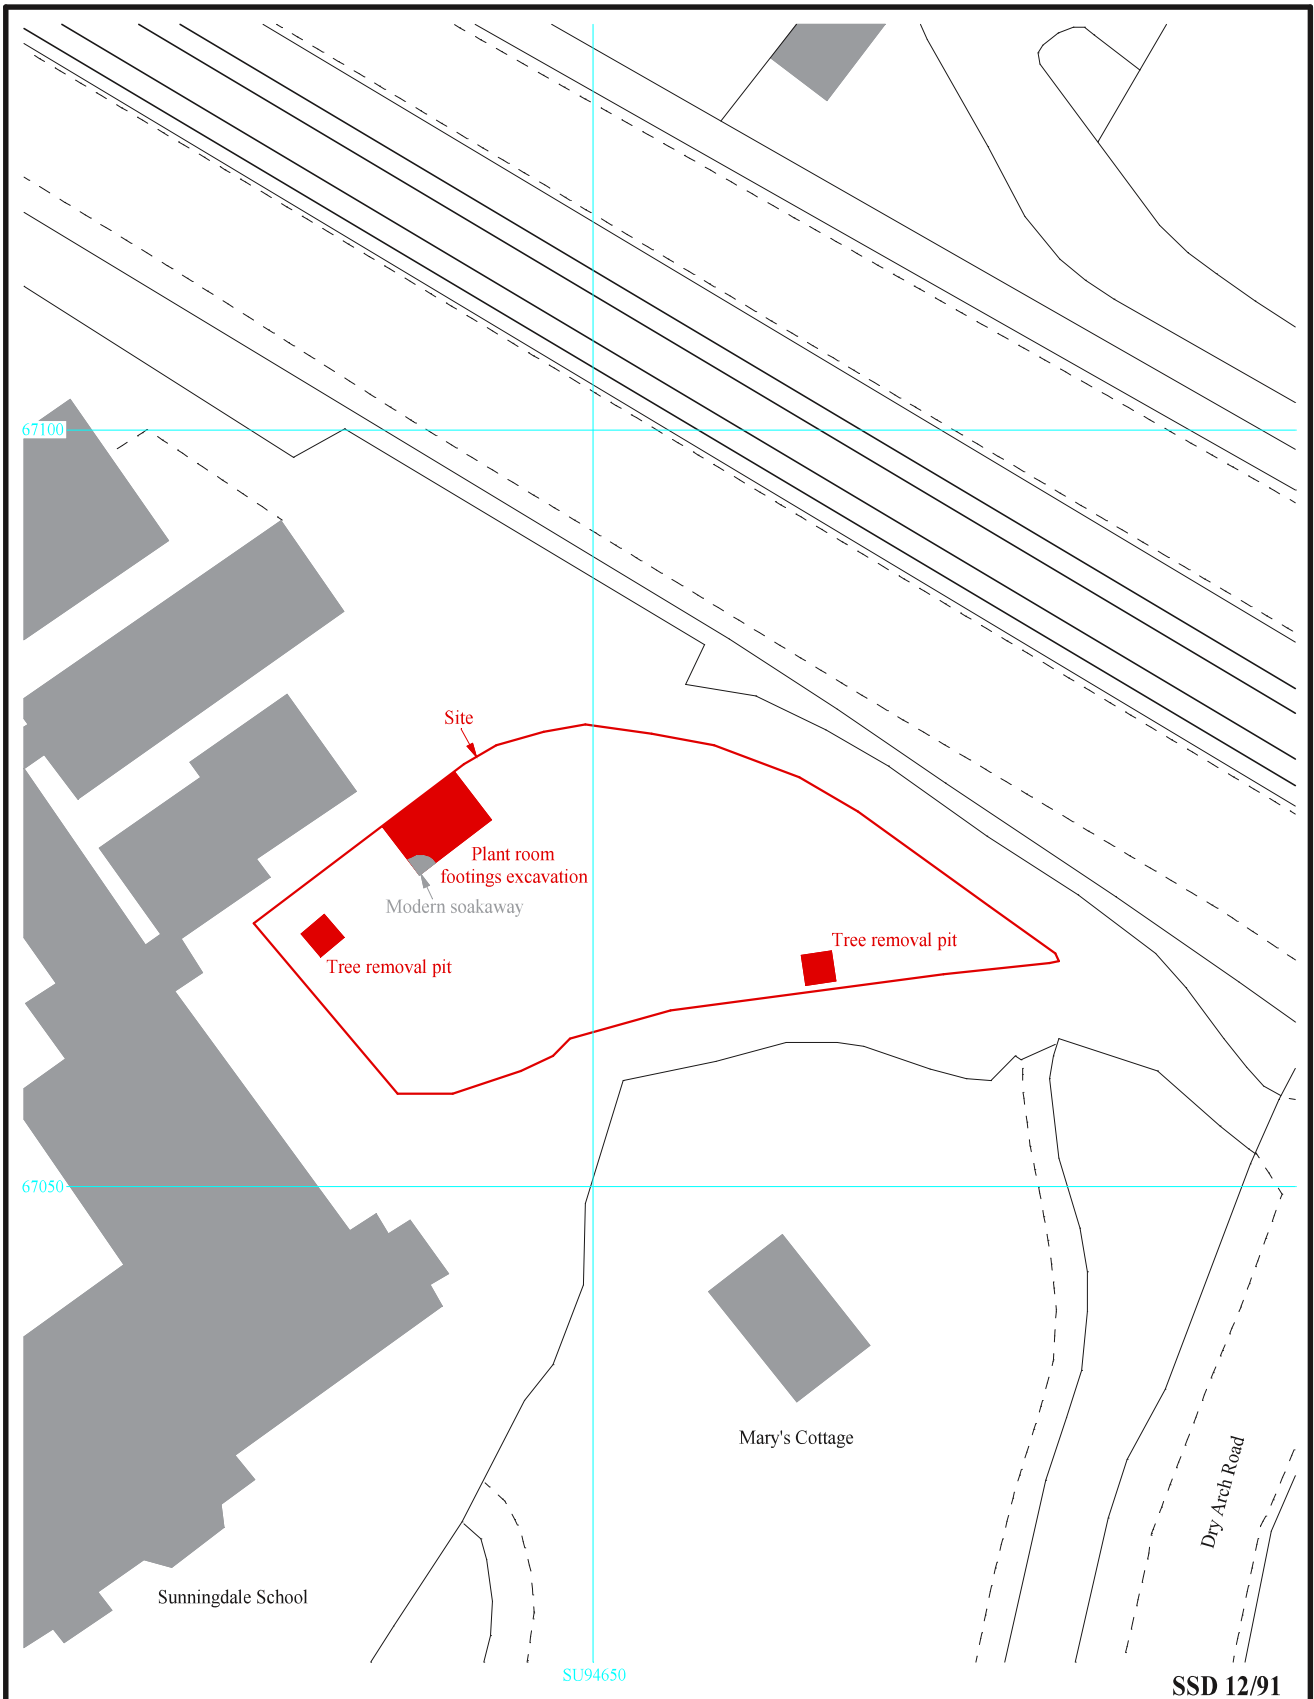 67100
Site
Plant room
footings excavation
Modern soakaway
Tree removal pit
Tree removal pit
67050
Mary's Cottage
Dry Arch Road
Sunningdale School
SU94650
SSD 12/91